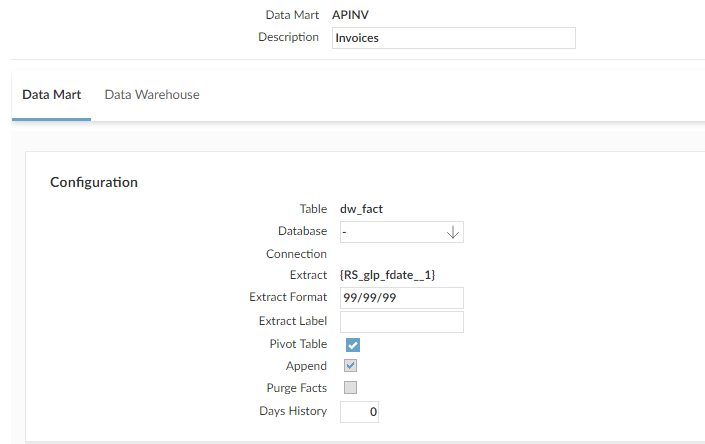 Data Mart APINV
Description Invoices
Data Mart Data Warehouse
Configuration
Table dw_fact
Database -
Connection
Extract {RS_glp_fdate__1}
Extract Format 99/99/99
Extract Label
Pivot Table
Append
Purge Facts
Days History 0